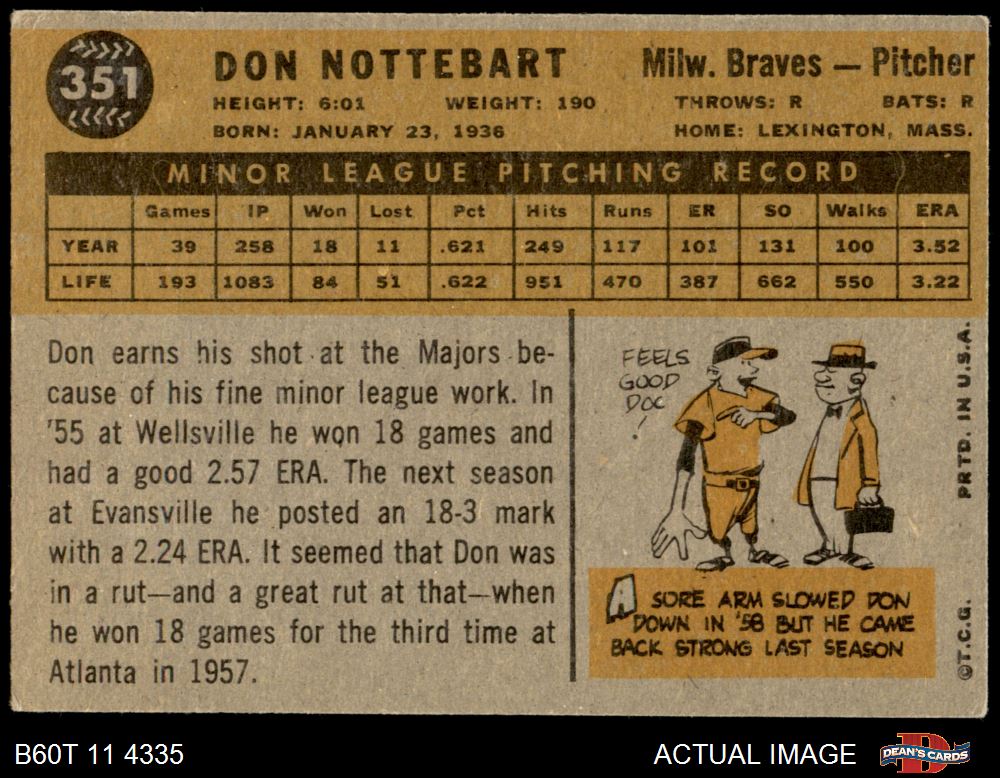 351
DON NOTTEBART
Milw. Braves — Pitcher
HEIGHT: 6:01 WEIGHT: 190 THROWS: R BATS: R
BORN: JANUARY 23, 1936 HOME: LEXINGTON, MASS.
MINOR LEAGUE PITCHING RECORD
Games IP Won Lost Pct Hits Runs ER SO Walks ERA
YEAR 39 258 18 11 .621 249 117 101 131 100 3.52
LIFE 193 1083 84 51 .622 951 470 387 662 550 3.22
Don earns his shot at the Majors be-
cause of his fine minor league work. In
'55 at Wellsville he won 18 games and
had a good 2.57 ERA. The next season
at Evansville he posted an 18-3 mark
with a 2.24 ERA. It seemed that Don was
in a rut—and a great rut at that—when
he won 18 games for the third time at
Atlanta in 1957.
FEELS
GOOD
DOC
!
A SORE ARM SLOWED DON
DOWN IN '58 BUT HE CAME
BACK STRONG LAST SEASON
©T.C.G. PRTD. IN U.S.A.
B60T 11 4335
ACTUAL IMAGE
D
DEAN'S CARDS